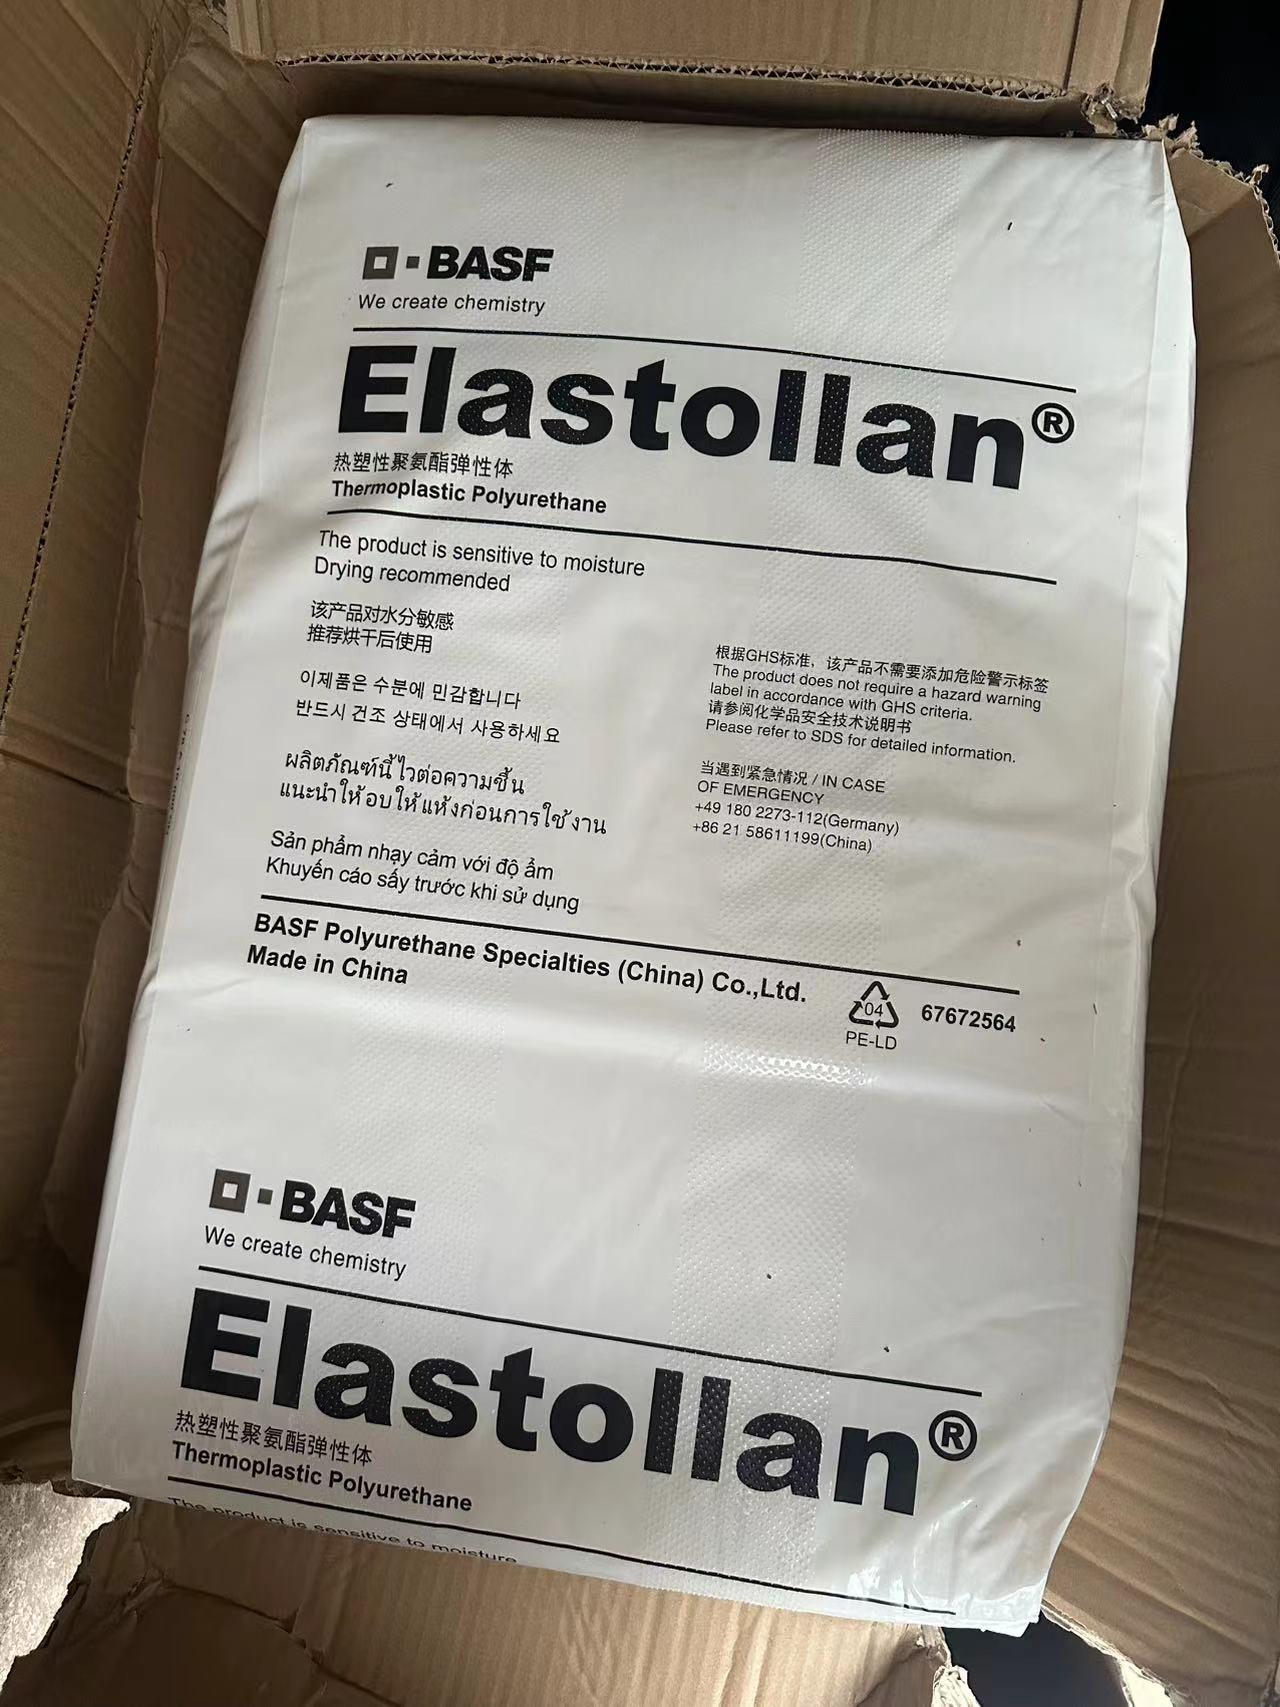 BASF
We create chemistry
Elastollan®
热塑性聚氨酯弹性体
Thermoplastic Polyurethane
The product is sensitive to moisture
Drying recommended
该产品对水分敏感
推荐烘干后使用
이제품은 수분에 민감합니다
반드시 건조 상태에서 사용하세요
ผลิตภัณฑ์นี้ไวต่อความชื้น
แนะนำให้อบให้แห้งก่อนการใช้งาน
Sản phẩm nhạy cảm với độ ẩm
Khuyến cáo sấy trước khi sử dụng
根据GHS标准，该产品不需要添加危险警示标签
The product does not require a hazard warning
label in accordance with GHS criteria.
请参阅化学品安全技术说明书
Please refer to SDS for detailed information.
当遇到紧急情况 / IN CASE
OF EMERGENCY
+49 180 2273-112(Germany)
+86 21 58611199(China)
BASF Polyurethane Specialties (China) Co.,Ltd.
Made in China
04
PE-LD
67672564
BASF
We create chemistry
Elastollan®
热塑性聚氨酯弹性体
Thermoplastic Polyurethane
The product is sensitive to moisture